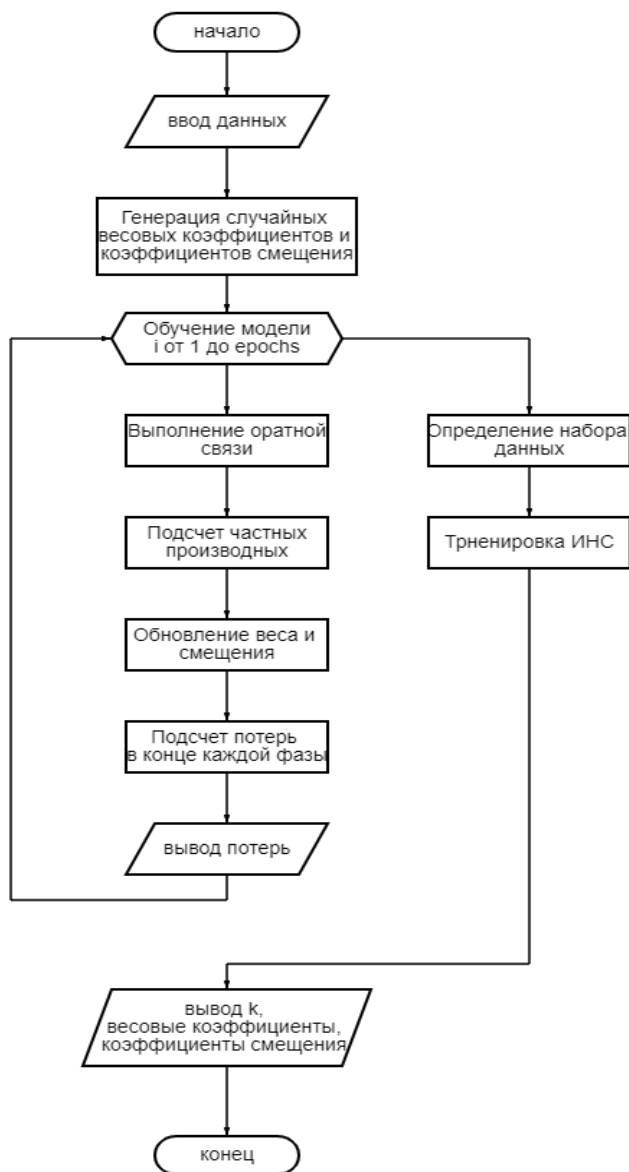 начало
ввод данных
Генерация случайных
весовых коэффициентов и
коэффициентов смещения
Обучение модели
i от 1 до epochs
Выполнение оратной
связи
Подсчет частных
производных
Обновление веса и
смещения
Подсчет потерь
в конце каждой фазы
вывод потерь
Определение набора
данных
Трненировка ИНС
вывод k,
весовые коэффициенты,
коэффициенты смещения
конец